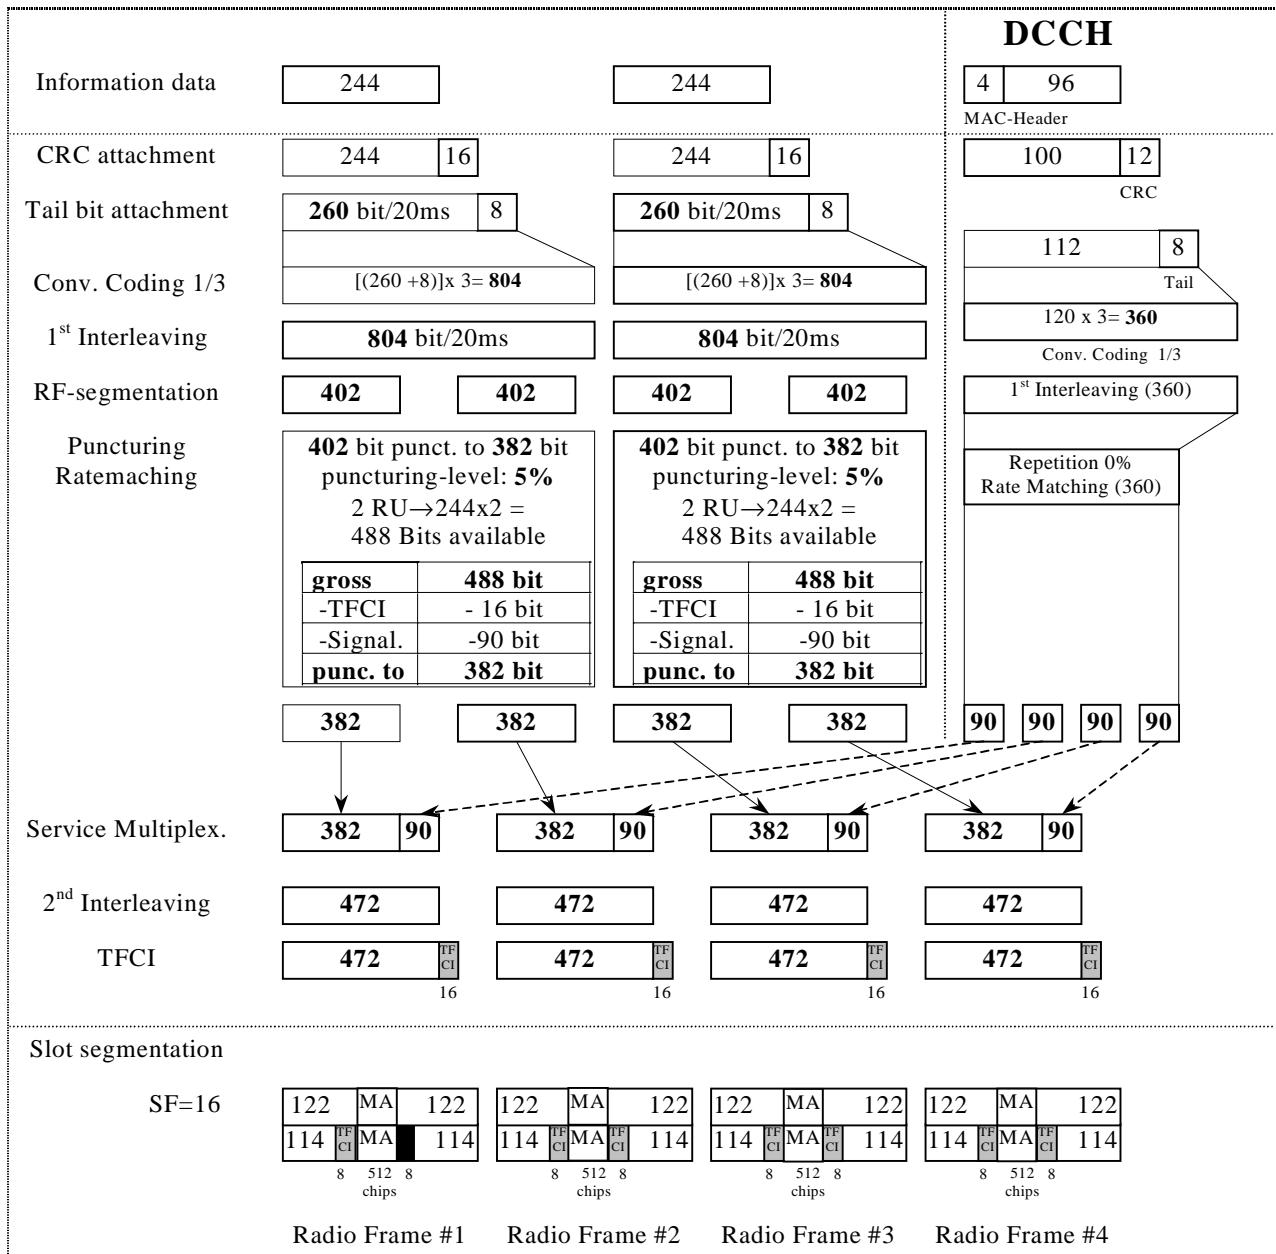 DCCH
Information data 244 244 4 96
MAC-Header
CRC attachment 244 16 244 16 100 12
CRC
Tail bit attachment 260 bit/20ms 8 260 bit/20ms 8
112 8
Tail
Conv. Coding 1/3 [(260 +8)]x 3= 804 [(260 +8)]x 3= 804
120 x 3= 360
Conv. Coding 1/3
1st Interleaving 804 bit/20ms 804 bit/20ms
RF-segmentation 402 402 402 402 1st Interleaving (360)
Puncturing
Ratemaching
402 bit punct. to 382 bit
puncturing-level: 5%
2 RU→244x2 =
488 Bits available
gross 488 bit
-TFCI - 16 bit
-Signal. -90 bit
punc. to 382 bit
402 bit punct. to 382 bit
puncturing-level: 5%
2 RU→244x2 =
488 Bits available
gross 488 bit
-TFCI - 16 bit
-Signal. -90 bit
punc. to 382 bit
Repetition 0%
Rate Matching (360)
382 382 382 382 90 90 90 90
Service Multiplex. 382 90 382 90 382 90 382 90
2nd Interleaving 472 472 472 472
TFCI 472 TF CI 472 TF CI 472 TF CI 472 TF CI
16 16 16 16
Slot segmentation
SF=16 122 MA 122 122 MA 122 122 MA 122 122 MA 122
114 TF CI MA 114 114 TF CI MA TF CI 114 114 TF CI MA TF CI 114 114 TF CI MA TF CI 114
8 512 8 8 512 8 8 512 8 8 512 8
chips chips chips chips
Radio Frame #1 Radio Frame #2 Radio Frame #3 Radio Frame #4